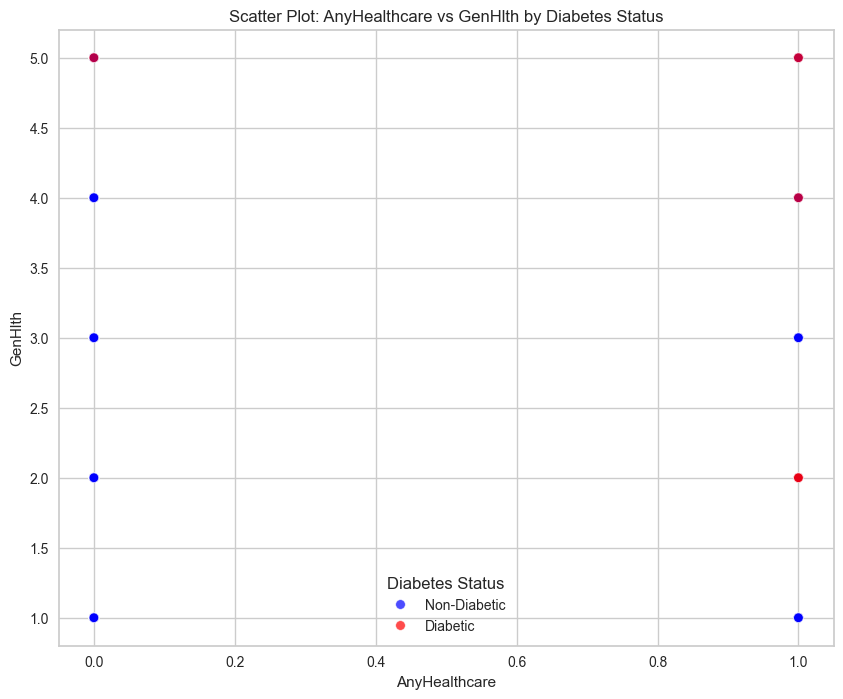 Scatter Plot: AnyHealthcare vs GenHlth by Diabetes Status
5.0
4.5
4.0
3.5
3.0
2.5
2.0
1.5
1.0
GenHlth
Diabetes Status
Non-Diabetic
Diabetic
0.0 0.2 0.4 0.6 0.8 1.0
AnyHealthcare